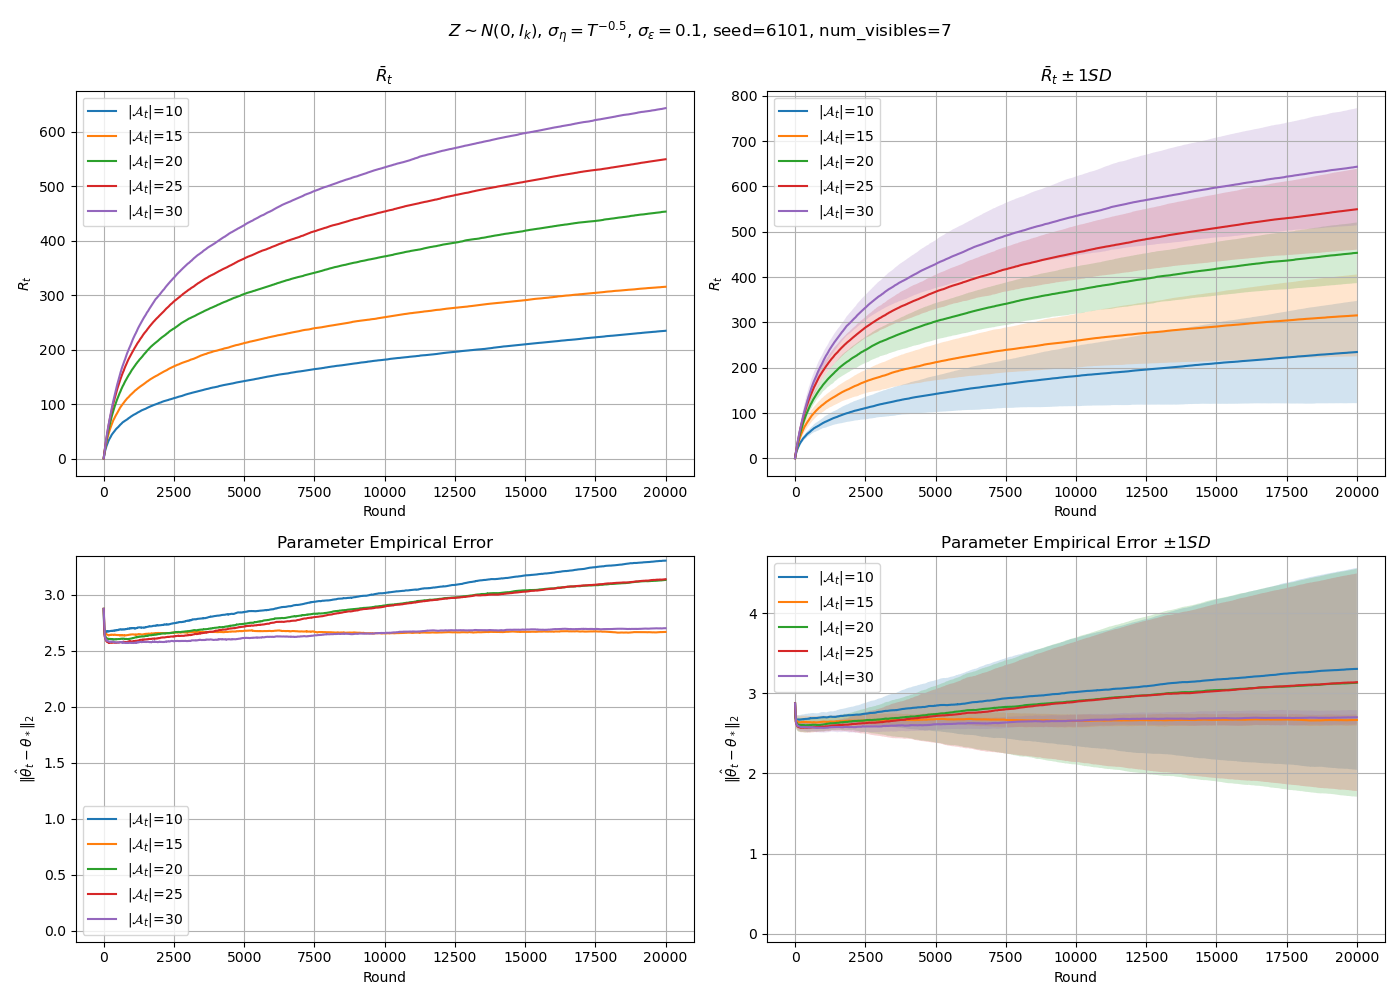 Z ∼ N(0, I_k), σ_η = T^{−0.5}, σ_ε = 0.1, seed=6101, num_visibles=7
R̄_t
R_t
600
500
400
300
200
100
0
|𝒜_t|=10
|𝒜_t|=15
|𝒜_t|=20
|𝒜_t|=25
|𝒜_t|=30
0 2500 5000 7500 10000 12500 15000 17500 20000
Round
R̄_t ± 1SD
R_t
800
700
600
500
400
300
200
100
0
|𝒜_t|=10
|𝒜_t|=15
|𝒜_t|=20
|𝒜_t|=25
|𝒜_t|=30
0 2500 5000 7500 10000 12500 15000 17500 20000
Round
Parameter Empirical Error
‖θ̂_t − θ_*‖_2
3.0
2.5
2.0
1.5
1.0
0.5
0.0
|𝒜_t|=10
|𝒜_t|=15
|𝒜_t|=20
|𝒜_t|=25
|𝒜_t|=30
0 2500 5000 7500 10000 12500 15000 17500 20000
Round
Parameter Empirical Error ±1SD
‖θ̂_t − θ_*‖_2
4
3
2
1
0
|𝒜_t|=10
|𝒜_t|=15
|𝒜_t|=20
|𝒜_t|=25
|𝒜_t|=30
0 2500 5000 7500 10000 12500 15000 17500 20000
Round